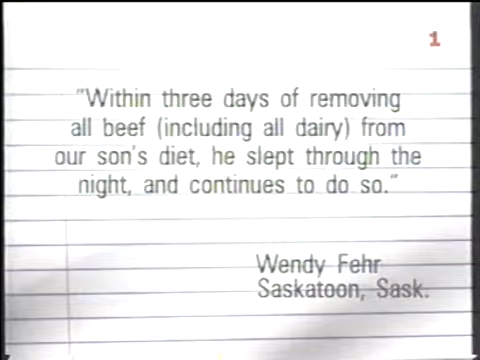 1
"Within three days of removing
all beef (including all dairy) from
our son's diet, he slept through the
night, and continues to do so."
Wendy Fehr
Saskatoon, Sask.